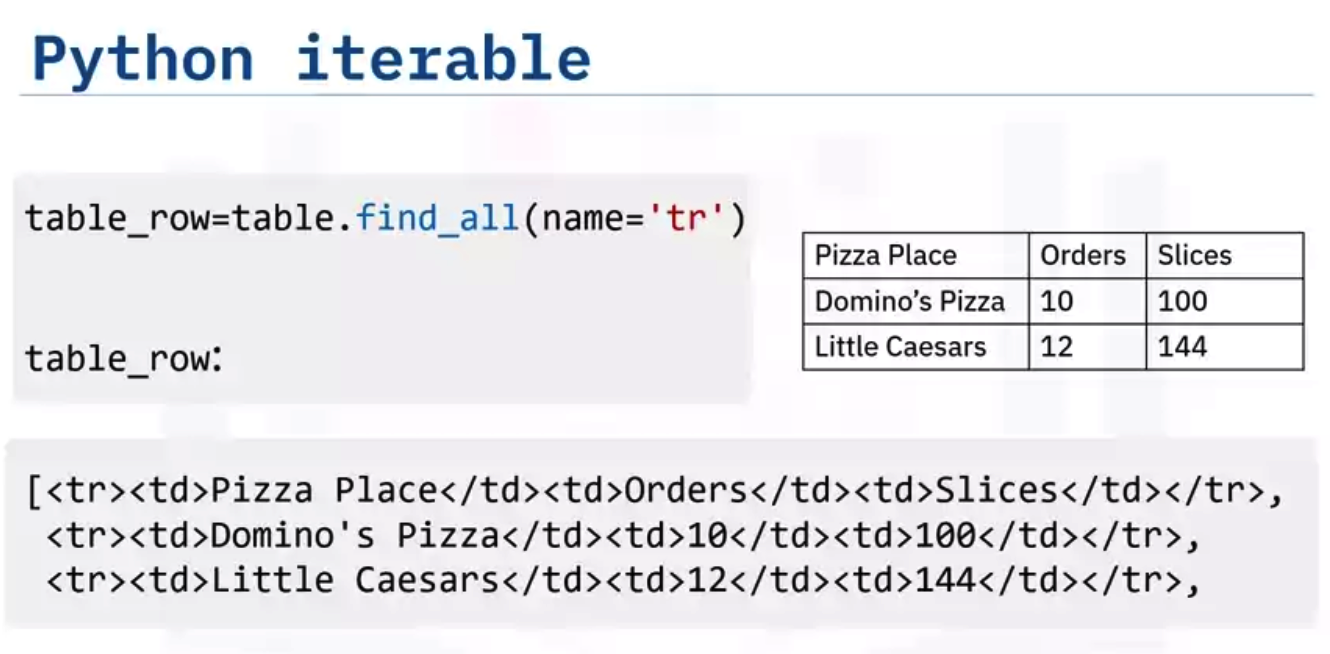 Python iterable
table_row=table.find_all(name='tr')
table_row:
Pizza Place Orders Slices
Domino’s Pizza 10 100
Little Caesars 12 144
[<tr><td>Pizza Place</td><td>Orders</td><td>Slices</td></tr>,
<tr><td>Domino's Pizza</td><td>10</td><td>100</td></tr>,
<tr><td>Little Caesars</td><td>12</td><td>144</td></tr>,